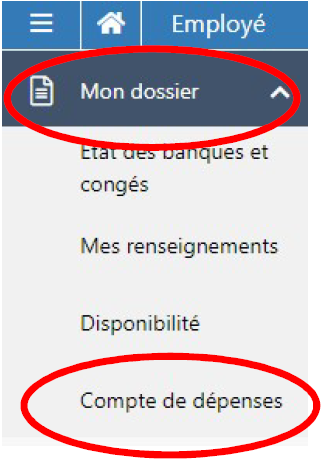 Employé
Mon dossier
État des banques et
congés
Mes renseignements
Disponibilité
Compte de dépenses